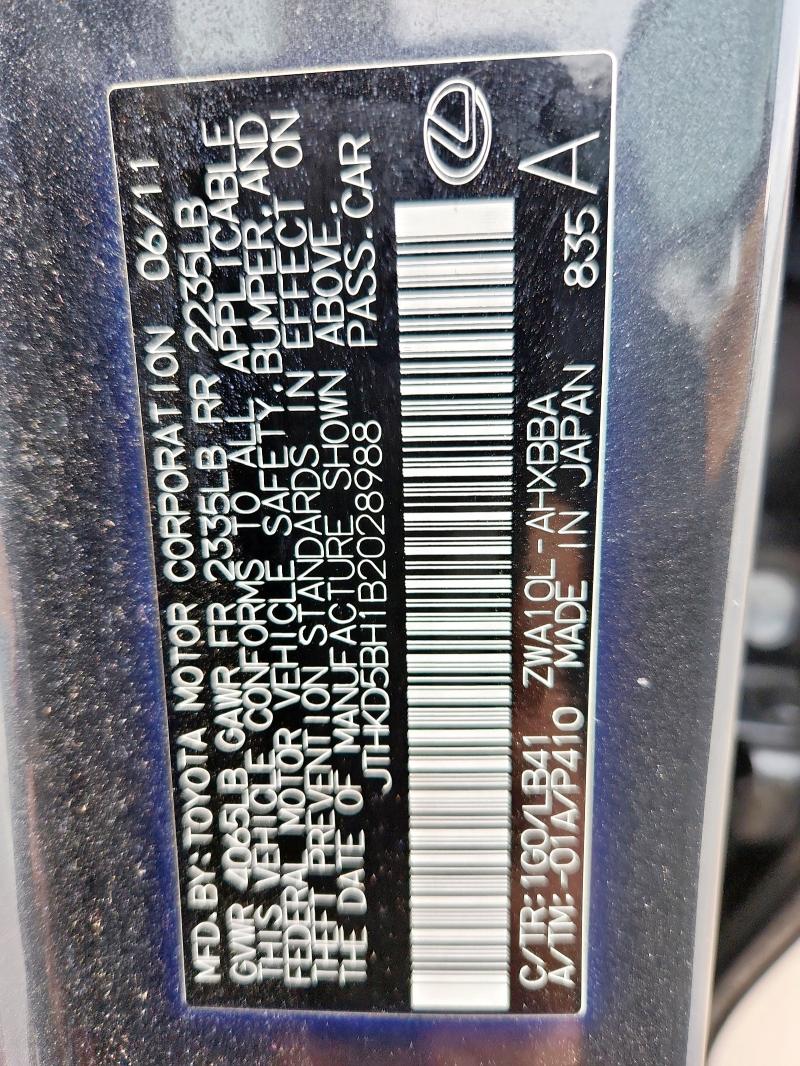 MFD.BY:TOYOTA MOTOR CORPORATION 06/11
GVWR 4065LB GAWR FR 2335LB RR 2235LB
THIS VEHICLE CONFORMS TO ALL APPLICABLE
FEDERAL MOTOR VEHICLE SAFETY.BUMPER.AND
THEFT PREVENTION STANDARDS IN EFFECT ON
THE DATE OF MANUFACTURE SHOWN ABOVE.
JTHKD5BH1B2028988 PASS.CAR
C/TR:1G0/LB41 ZWA10L-AHXBBA 835 A
A/TM:-01A/P410 MADE IN JAPAN